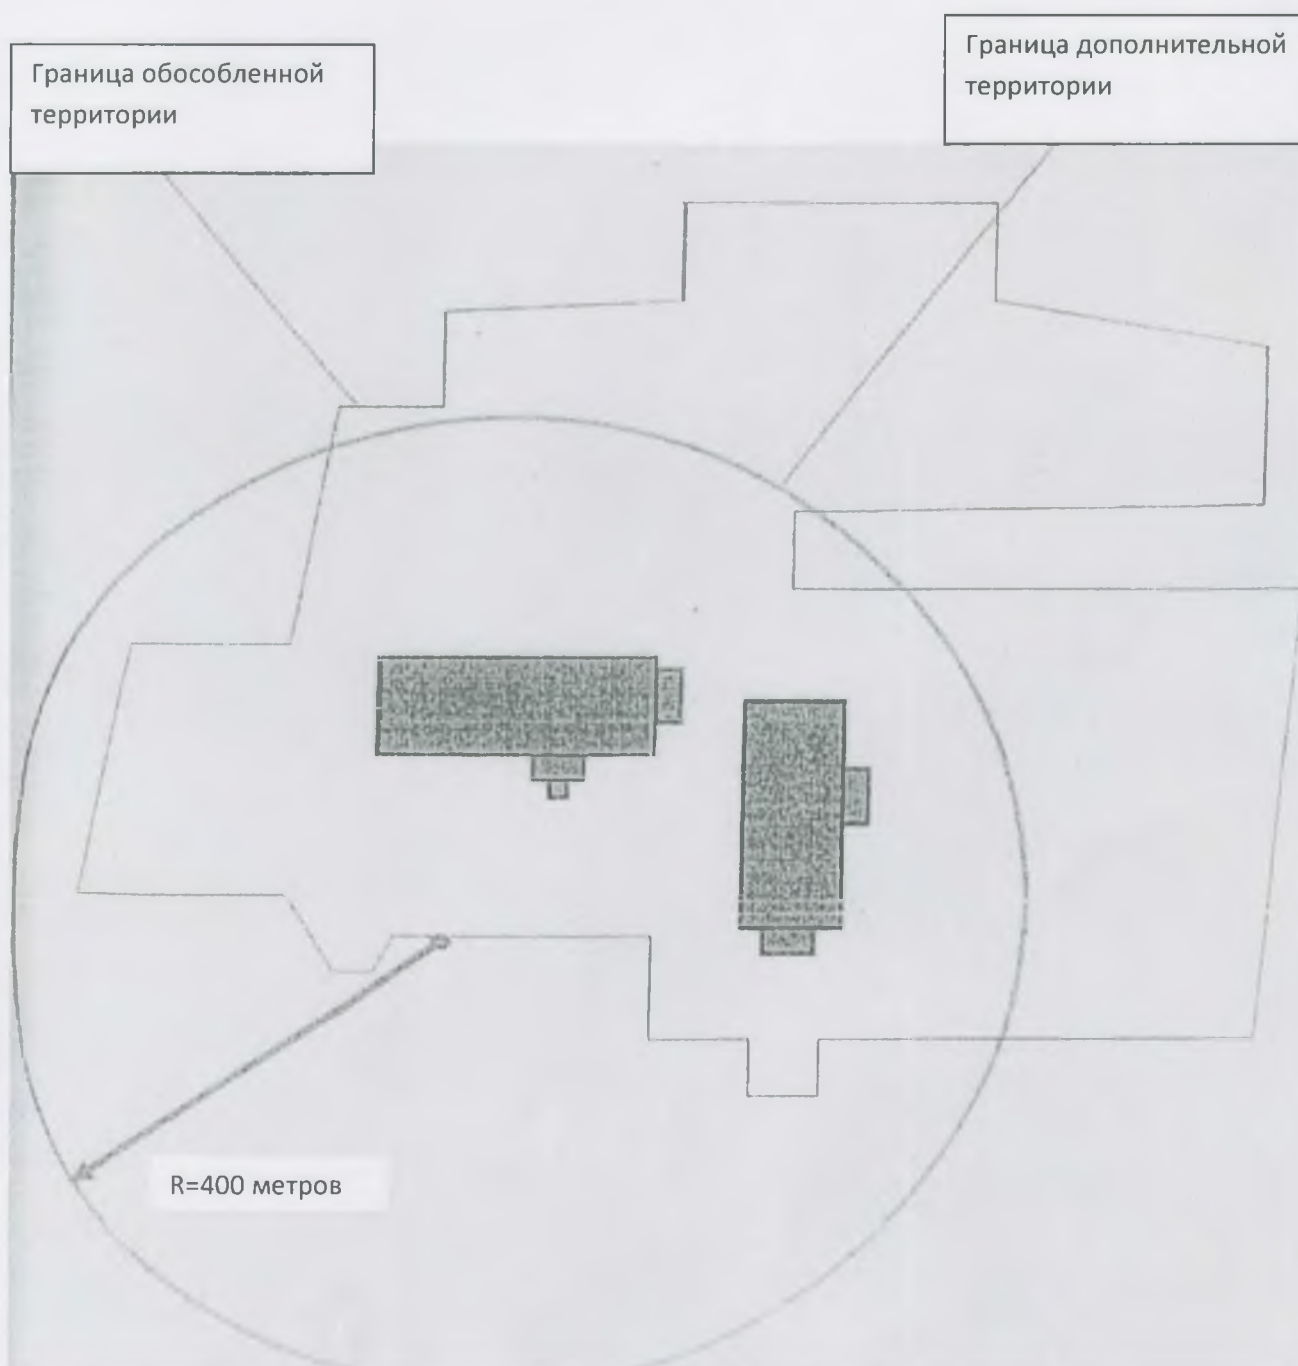 Граница обособленной
территории
Граница дополнительной
территории
R=400 метров